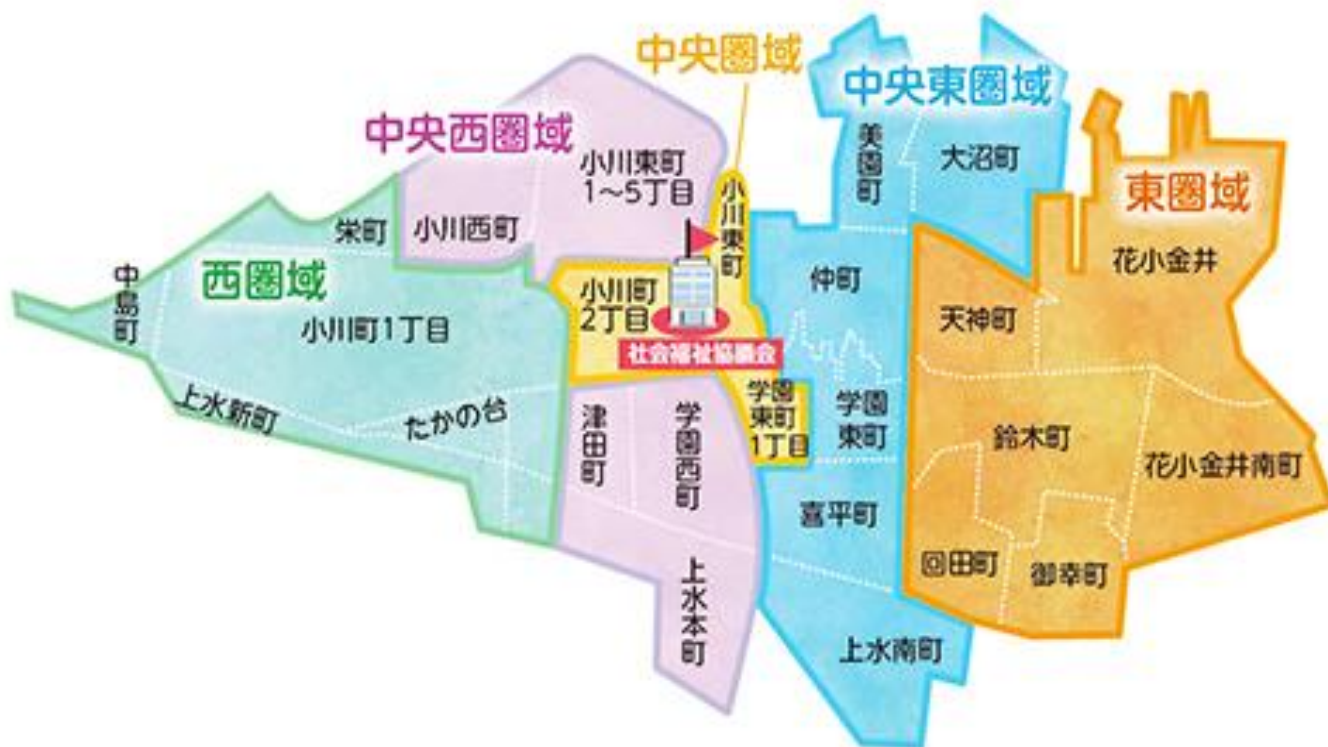 中央圏域
中央東圏域
中央西圏域
東圏域
西圏域
美園町
大沼町
小川東町
1〜5丁目
小川東町
小川西町
栄町
中島町
小川町1丁目
小川町
2丁目
社会福祉協議会
仲町
花小金井
天神町
上水新町
たかの台
津田町
学園西町
学園
東町
1丁目
学園
東町
鈴木町
花小金井南町
喜平町
回田町
御幸町
上水本町
上水南町